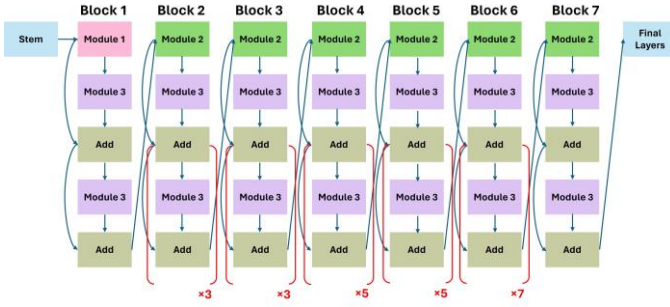 Block 1 Block 2 Block 3 Block 4 Block 5 Block 6 Block 7
Stem Module 1 Module 2 Module 2 Module 2 Module 2 Module 2 Module 2 Final Layers
Module 3 Module 3 Module 3 Module 3 Module 3 Module 3 Module 3
Add Add Add Add Add Add Add
Module 3 Module 3 Module 3 Module 3 Module 3 Module 3 Module 3
Add Add Add Add Add Add Add
×3 ×3 ×5 ×5 ×7